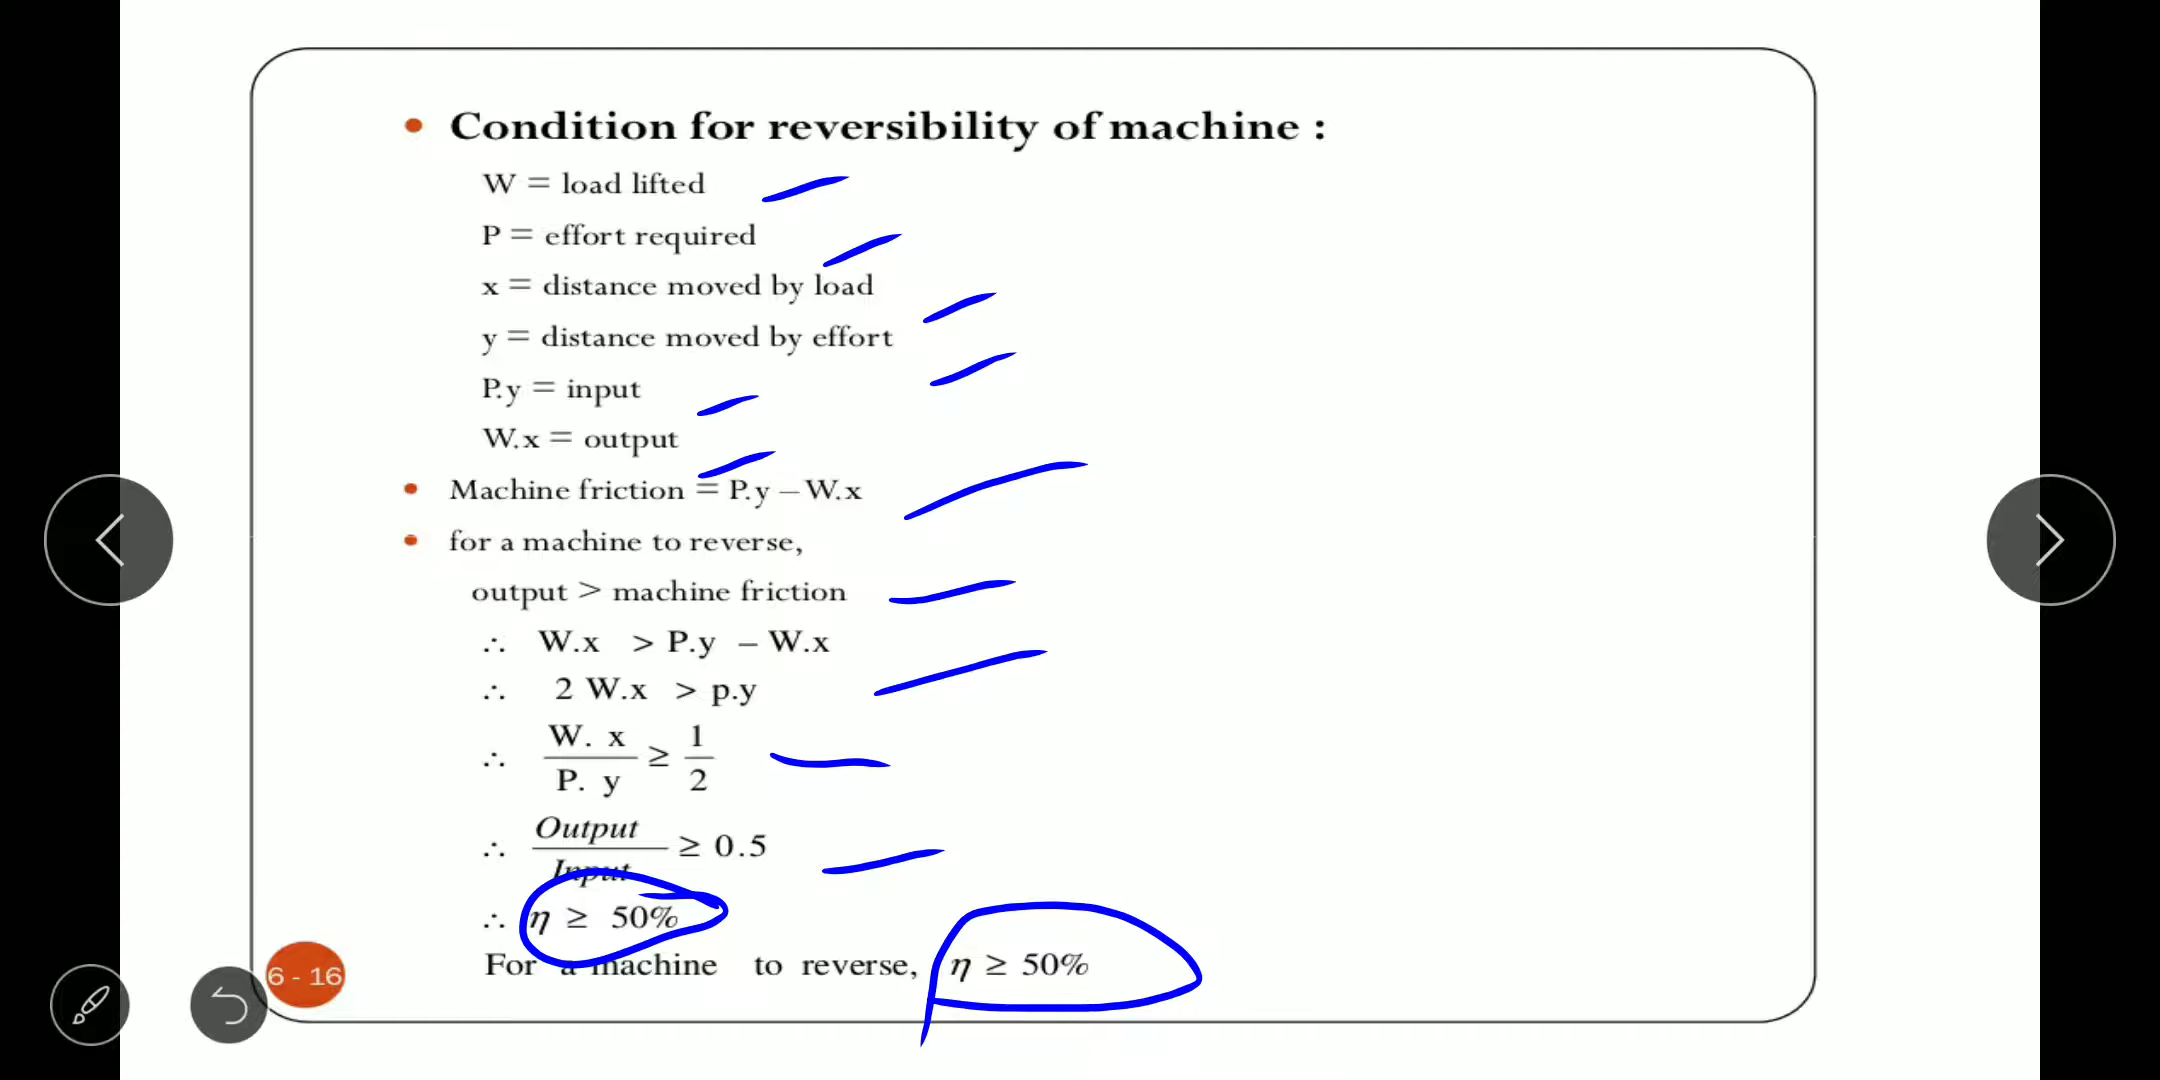 • Condition for reversibility of machine :
W = load lifted
P = effort required
x = distance moved by load
y = distance moved by effort
P.y = input
W.x = output
• Machine friction = P.y – W.x
• for a machine to reverse,
output > machine friction
∴ W.x > P.y – W.x
∴ 2 W.x > p.y
∴ W. x / P. y ≥ 1 / 2
∴ Output / Input ≥ 0.5
∴ η ≥ 50%
For a machine to reverse, η ≥ 50%
6 - 16